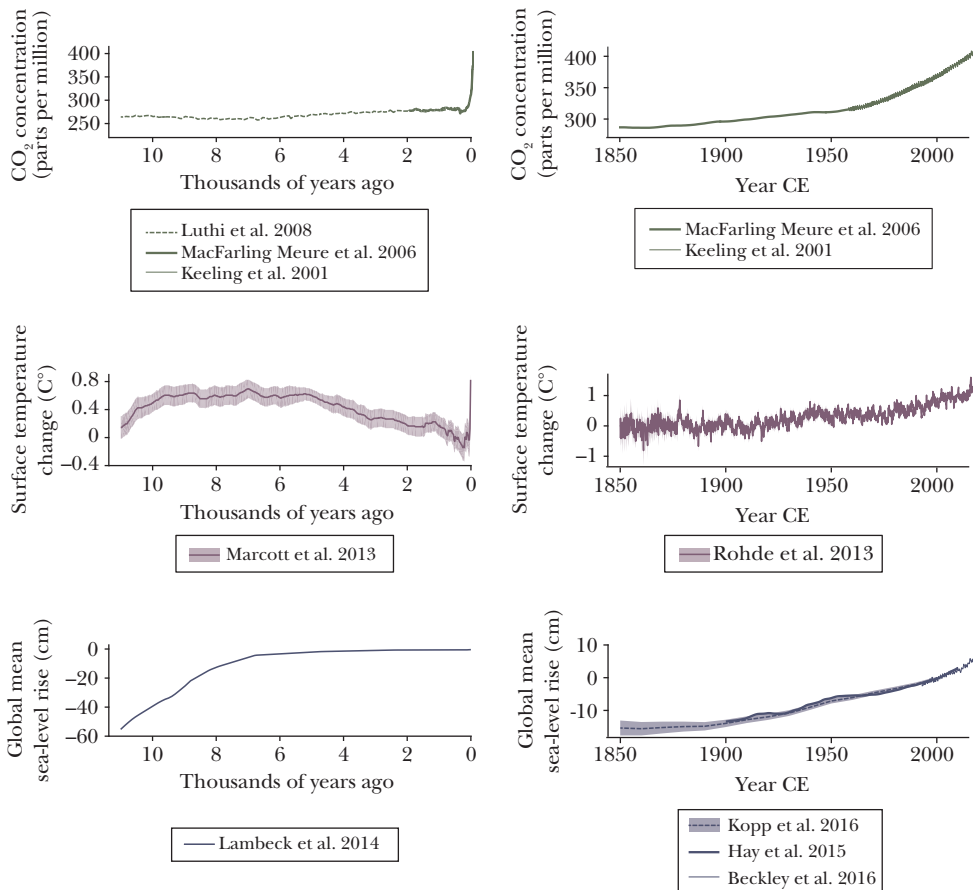 CO2 concentration
(parts per million)
400
350
300
250
10 8 6 4 2 0
Thousands of years ago
Luthi et al. 2008
MacFarling Meure et al. 2006
Keeling et al. 2001
CO2 concentration
(parts per million)
400
350
300
1850 1900 1950 2000
Year CE
MacFarling Meure et al. 2006
Keeling et al. 2001
Surface temperature
change (C°)
0.8
0.4
0
−0.4
10 8 6 4 2 0
Thousands of years ago
Marcott et al. 2013
Surface temperature
change (C°)
1
0
−1
1850 1900 1950 2000
Year CE
Rohde et al. 2013
Global mean
sea-level rise (cm)
0
−20
−40
−60
10 8 6 4 2 0
Thousands of years ago
Lambeck et al. 2014
Global mean
sea-level rise (cm)
10
0
-10
1850 1900 1950 2000
Year CE
Kopp et al. 2016
Hay et al. 2015
Beckley et al. 2016